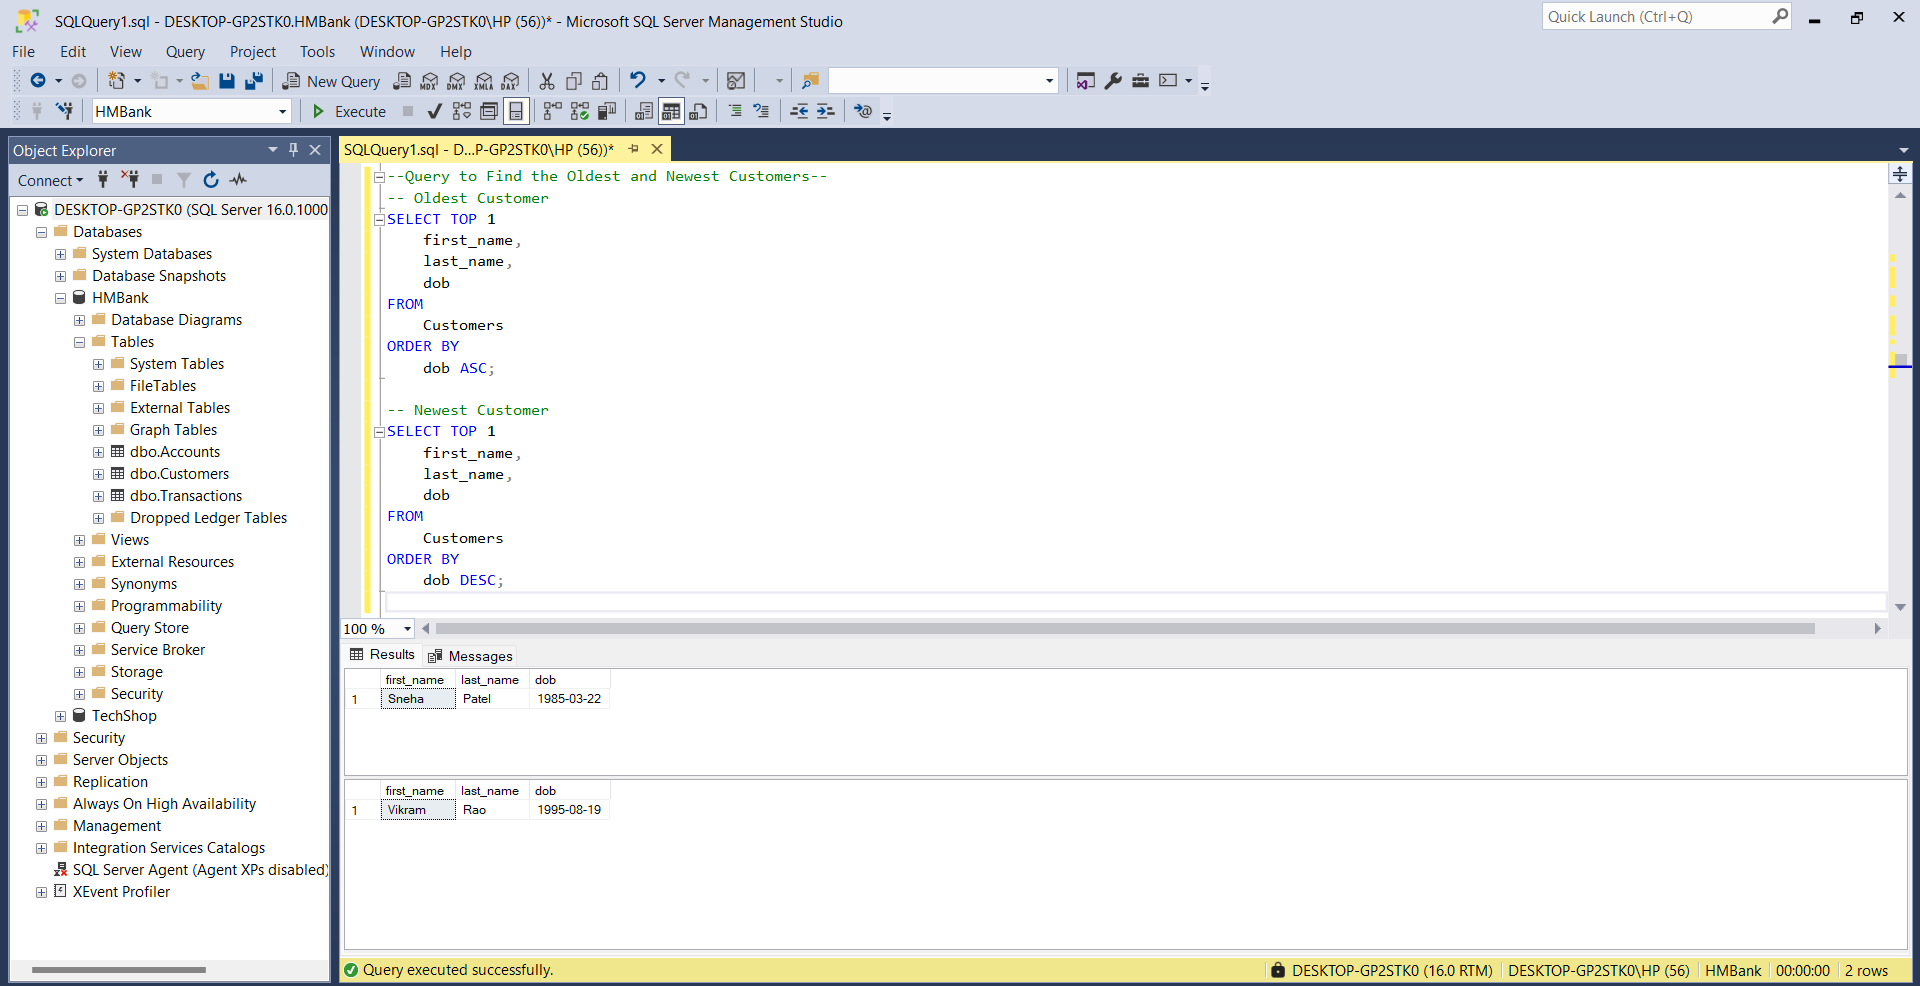 SQLQuery1.sql - DESKTOP-GP2STK0.HMBank (DESKTOP-GP2STK0\HP (56))* - Microsoft SQL Server Management Studio
Quick Launch (Ctrl+Q)
File Edit View Query Project Tools Window Help
New Query MDX DMX XMLA DAX
HMBank Execute
Object Explorer
Connect
DESKTOP-GP2STK0 (SQL Server 16.0.1000
Databases
System Databases
Database Snapshots
HMBank
Database Diagrams
Tables
System Tables
FileTables
External Tables
Graph Tables
dbo.Accounts
dbo.Customers
dbo.Transactions
Dropped Ledger Tables
Views
External Resources
Synonyms
Programmability
Query Store
Service Broker
Storage
Security
TechShop
Security
Server Objects
Replication
Always On High Availability
Management
Integration Services Catalogs
SQL Server Agent (Agent XPs disabled)
XEvent Profiler
SQLQuery1.sql - D...P-GP2STK0\HP (56))*
--Query to Find the Oldest and Newest Customers--
-- Oldest Customer
SELECT TOP 1
first_name,
last_name,
dob
FROM
Customers
ORDER BY
dob ASC;
-- Newest Customer
SELECT TOP 1
first_name,
last_name,
dob
FROM
Customers
ORDER BY
dob DESC;
100 %
Results Messages
first_name last_name dob
1 Sneha Patel 1985-03-22
first_name last_name dob
1 Vikram Rao 1995-08-19
Query executed successfully. DESKTOP-GP2STK0 (16.0 RTM) DESKTOP-GP2STK0\HP (56) HMBank 00:00:00 2 rows